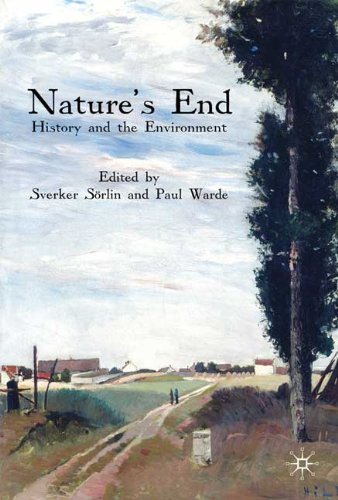 Nature's End
History and the Environment
Edited by
Sverker Sörlin and Paul Warde